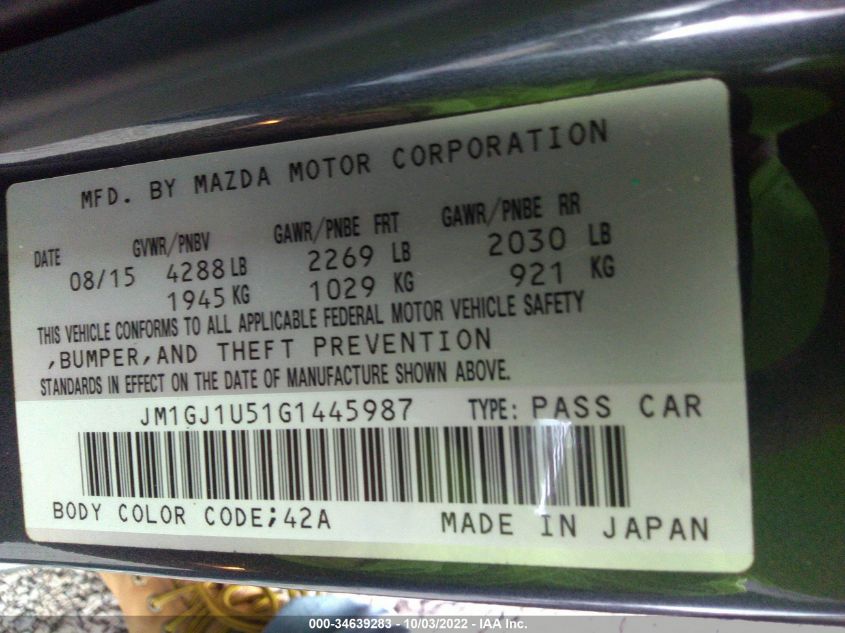 MFD. BY MAZDA MOTOR CORPORATION
DATE GVWR/PNBV GAWR/PNBE FRT GAWR/PNBE RR
08/15 4288 LB 2269 LB 2030 LB
1945 KG 1029 KG 921 KG
THIS VEHICLE CONFORMS TO ALL APPLICABLE FEDERAL MOTOR VEHICLE SAFETY
,BUMPER,AND THEFT PREVENTION
STANDARDS IN EFFECT ON THE DATE OF MANUFACTURE SHOWN ABOVE.
JM1GJ1U51G1445987 TYPE: PASS CAR
BODY COLOR CODE;42A MADE IN JAPAN
000-34639283 - 10/03/2022 - IAA Inc.